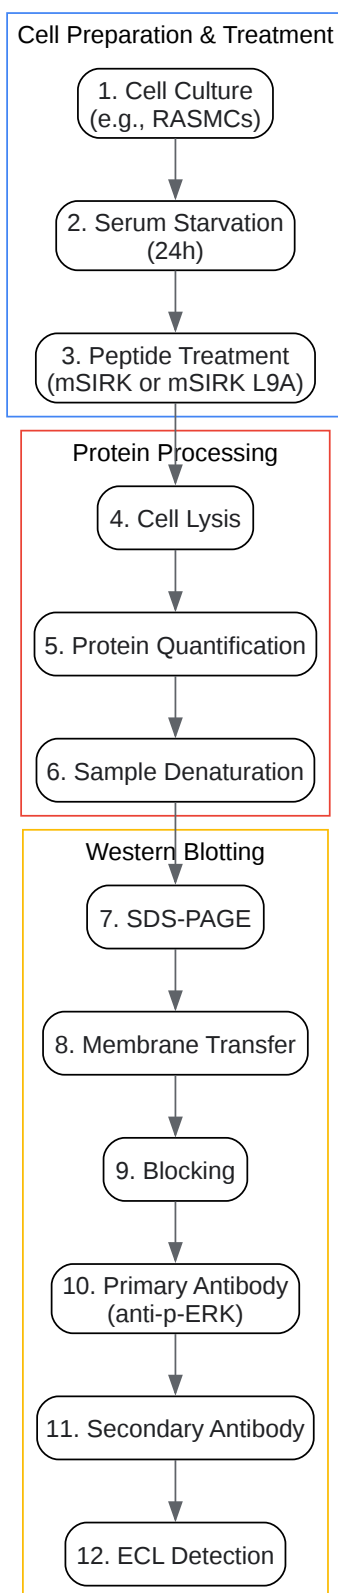 Cell Preparation & Treatment
1. Cell Culture
(e.g., RASMCs)
2. Serum Starvation
(24h)
3. Peptide Treatment
(mSIRK or mSIRK L9A)
Protein Processing
4. Cell Lysis
5. Protein Quantification
6. Sample Denaturation
Western Blotting
7. SDS-PAGE
8. Membrane Transfer
9. Blocking
10. Primary Antibody
(anti-p-ERK)
11. Secondary Antibody
12. ECL Detection